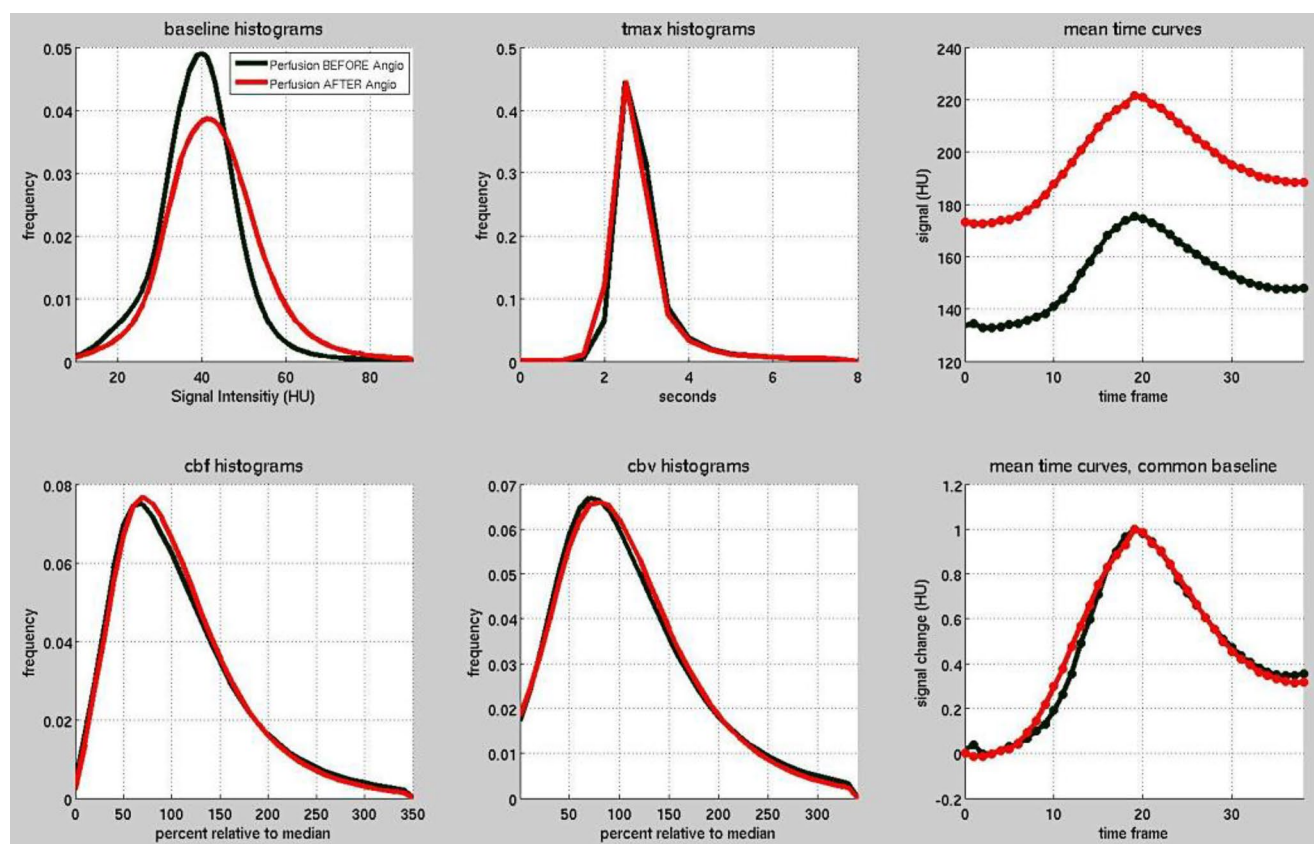 baseline histograms
0.05
0.04
0.03
0.02
0.01
0
frequency
Perfusion BEFORE Angio
Perfusion AFTER Angio
20 40 60 80
Signal Intensitiy (HU)
tmax histograms
0.5
0.4
0.3
0.2
0.1
0
frequency
0 2 4 6 8
seconds
mean time curves
240
220
200
180
160
140
120
signal (HU)
0 10 20 30
time frame
cbf histograms
0.08
0.06
0.04
0.02
0
frequency
0 50 100 150 200 250 300 350
percent relative to median
cbv histograms
0.07
0.06
0.05
0.04
0.03
0.02
0.01
0
frequency
50 100 150 200 250 300
percent relative to median
mean time curves, common baseline
1.2
1
0.8
0.6
0.4
0.2
0
-0.2
signal change (HU)
0 10 20 30
time frame